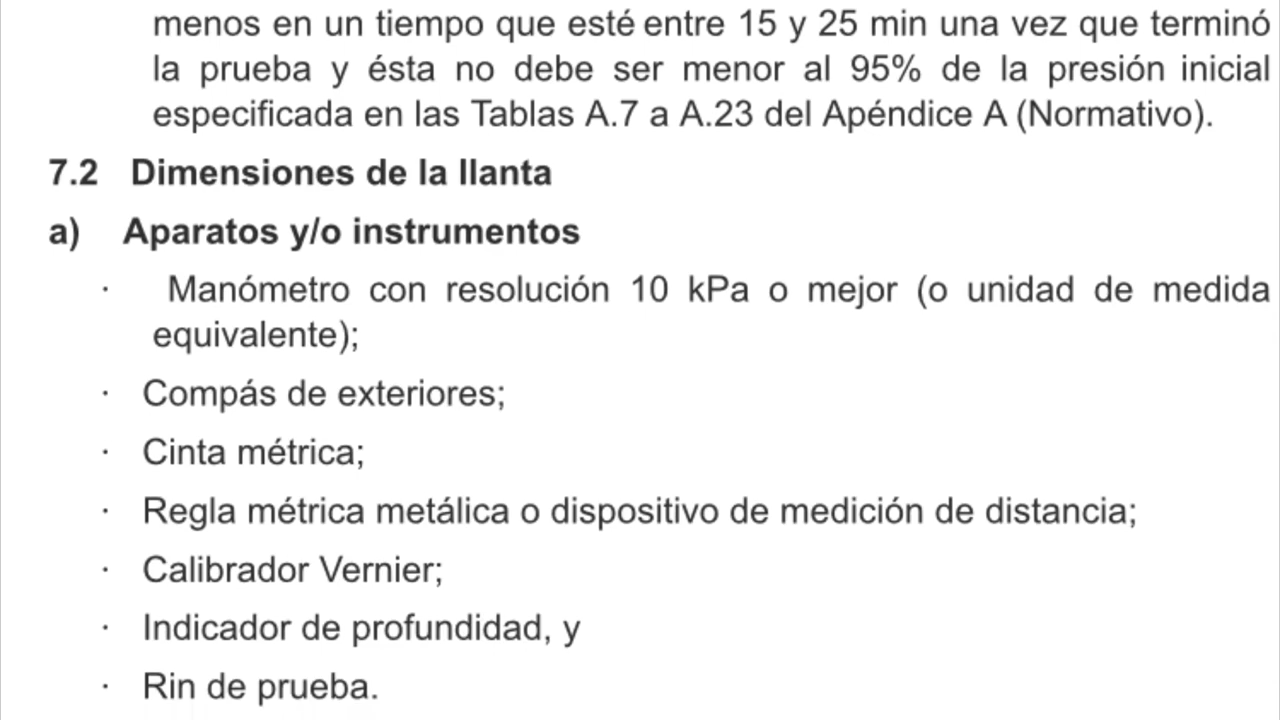 menos en un tiempo que esté entre 15 y 25 min una vez que terminó
la prueba y ésta no debe ser menor al 95% de la presión inicial
especificada en las Tablas A.7 a A.23 del Apéndice A (Normativo).
7.2 Dimensiones de la llanta
a) Aparatos y/o instrumentos
· Manómetro con resolución 10 kPa o mejor (o unidad de medida
equivalente);
· Compás de exteriores;
· Cinta métrica;
· Regla métrica metálica o dispositivo de medición de distancia;
· Calibrador Vernier;
· Indicador de profundidad, y
· Rin de prueba.